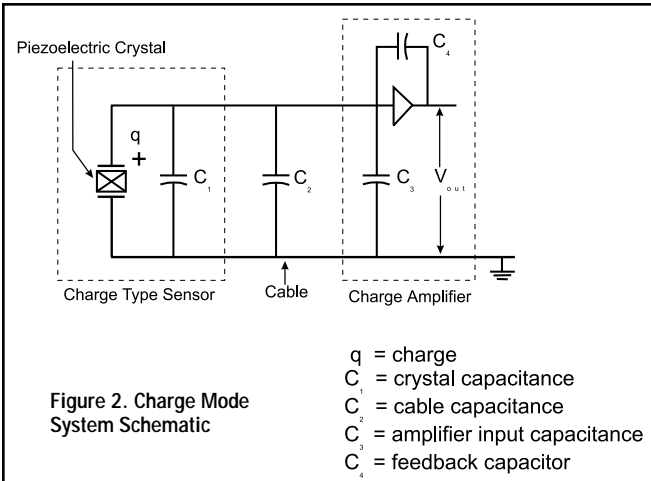 Piezoelectric Crystal
C₄
q
+
C₁
C₂
C₃
Vₒᵤₜ
Charge Type Sensor
Cable
Charge Amplifier
Figure 2. Charge Mode
System Schematic
q = charge
C₁ = crystal capacitance
C₂ = cable capacitance
C₃ = amplifier input capacitance
C₄ = feedback capacitor